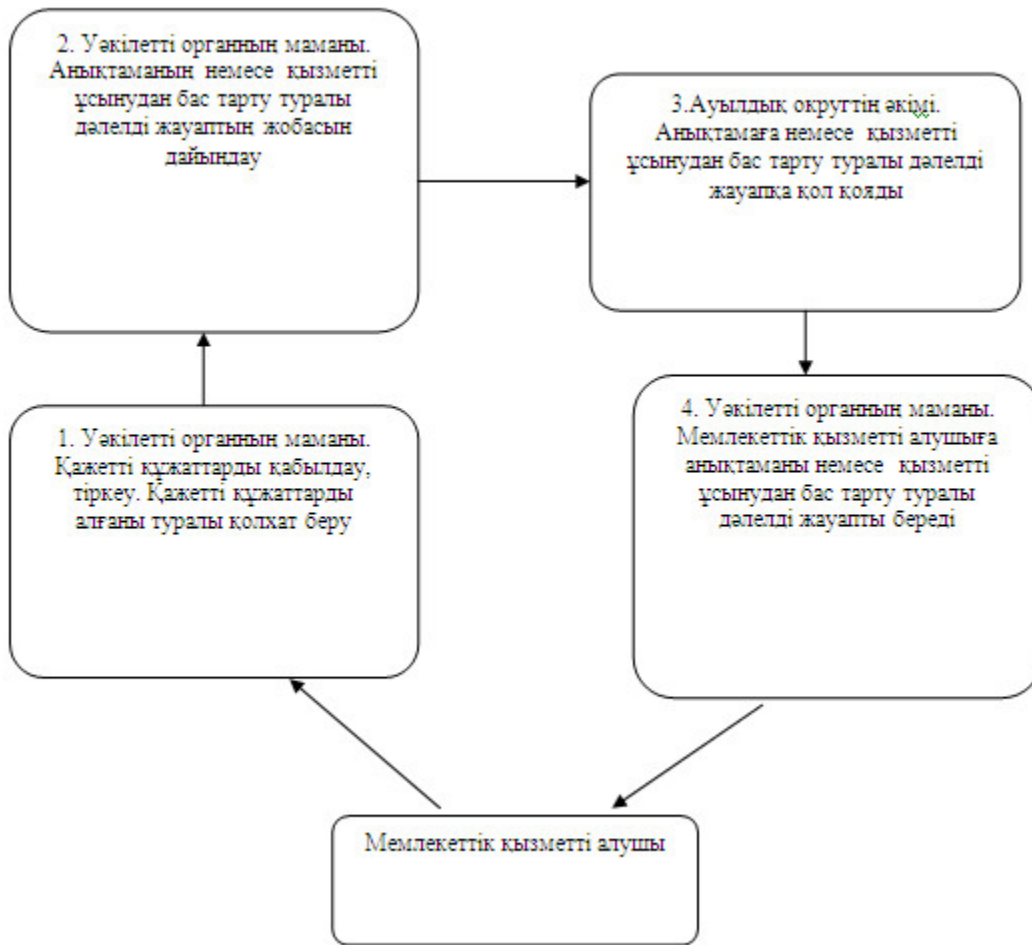 2. Уәкілетті органның маманы.
Анықтаманың немесе қызметті
ұсынудан бас тарту туралы
дәлелді жауаптың жобасын
дайындау
3.Ауылдық округтің әкімі.
Анықтамаға немесе қызметті
ұсынудан бас тарту туралы дәлелді
жауапқа қол қояды
1. Уәкілетті органның маманы.
Қажетті құжаттарды қабылдау,
тіркеу. Қажетті құжаттарды
алғаны туралы қолхат беру
4. Уәкілетті органның маманы.
Мемлекеттік қызметті алушыға
анықтаманы немесе қызметті
ұсынудан бас тарту туралы
дәлелді жауапты береді
Мемлекеттік қызметті алушы